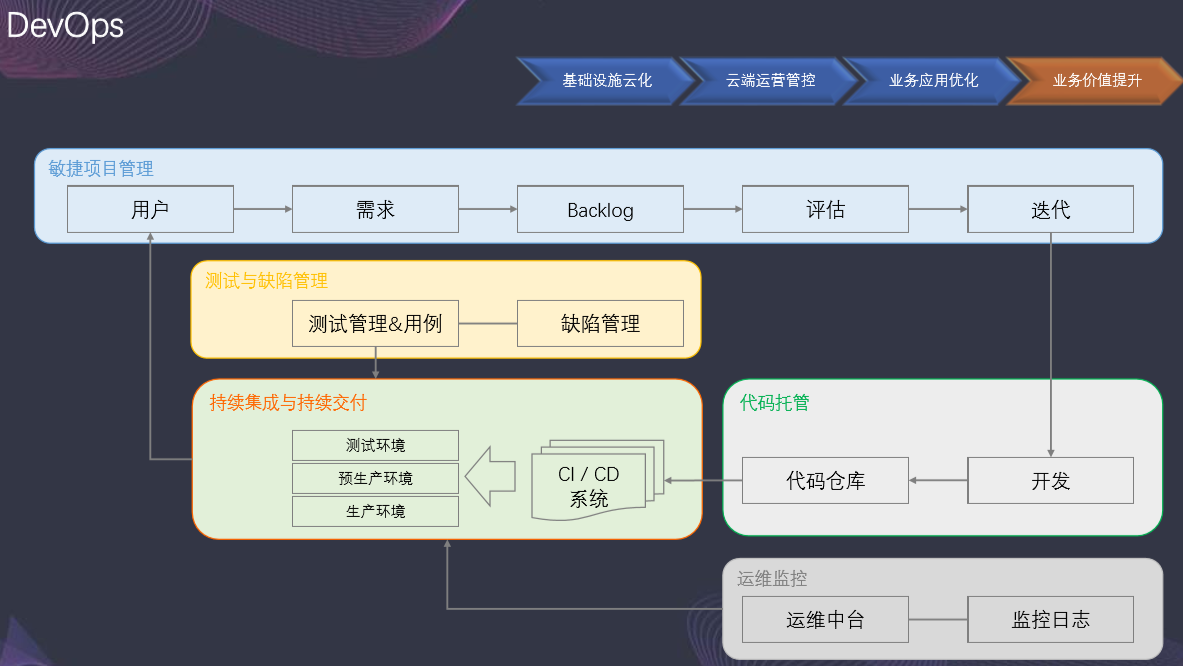 DevOps
基础设施云化
云端运营管控
业务应用优化
业务价值提升
敏捷项目管理
用户
需求
Backlog
评估
迭代
测试与缺陷管理
测试管理&用例
缺陷管理
持续集成与持续交付
测试环境
预生产环境
生产环境
CI / CD
系统
代码托管
代码仓库
开发
运维监控
运维中台
监控日志